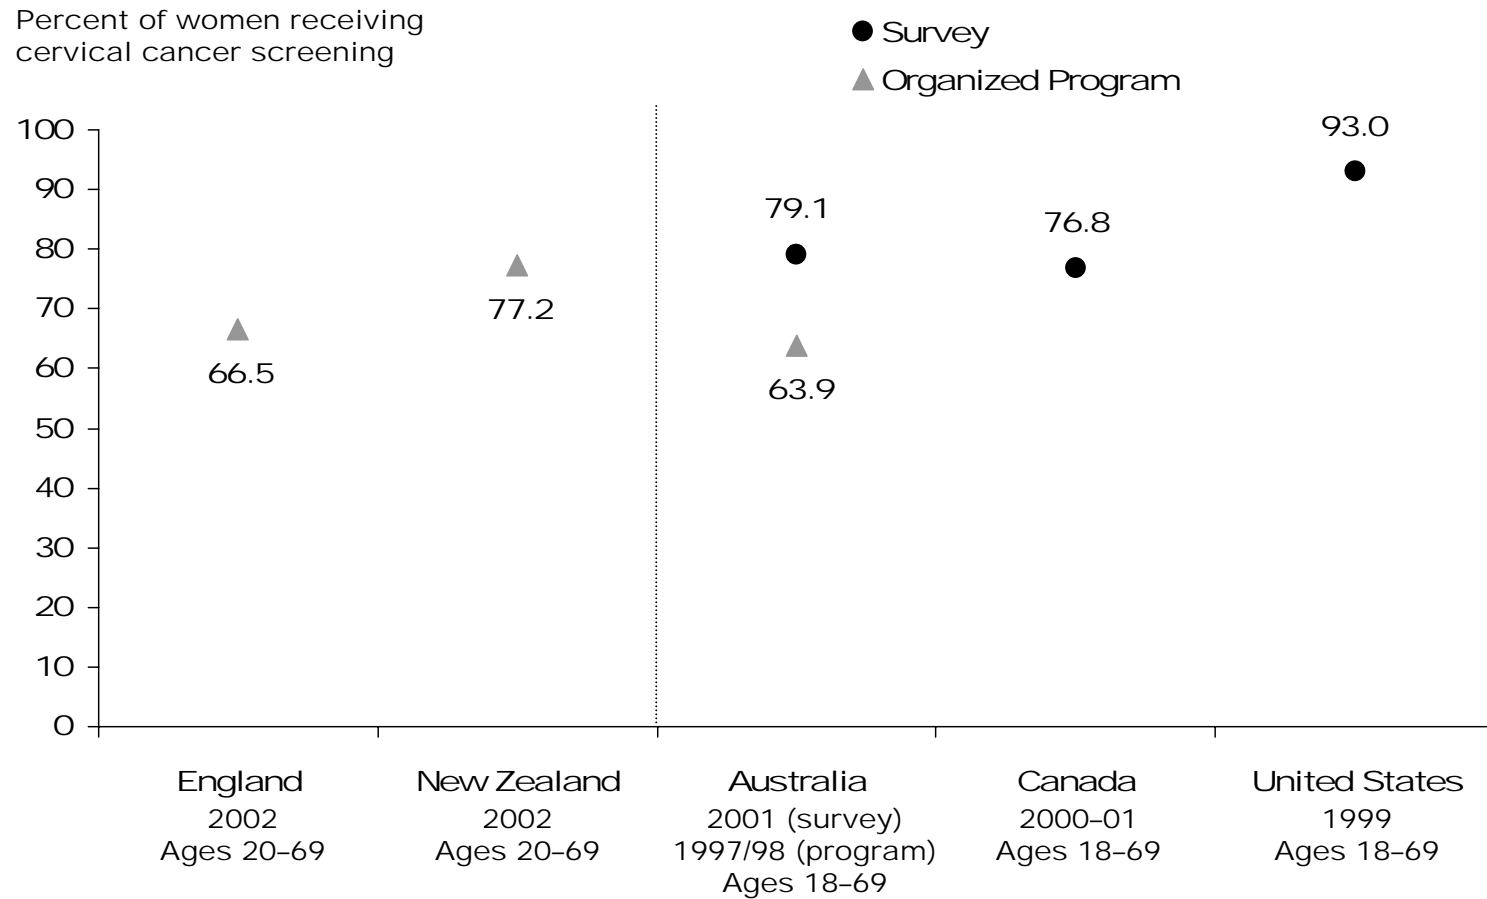 Percent of women receiving
cervical cancer screening
Survey
Organized Program
100
90
80
70
60
50
40
30
20
10
0
66.5
77.2
79.1
63.9
76.8
93.0
England
2002
Ages 20–69
New Zealand
2002
Ages 20–69
Australia
2001 (survey)
1997/98 (program)
Ages 18–69
Canada
2000–01
Ages 18–69
United States
1999
Ages 18–69